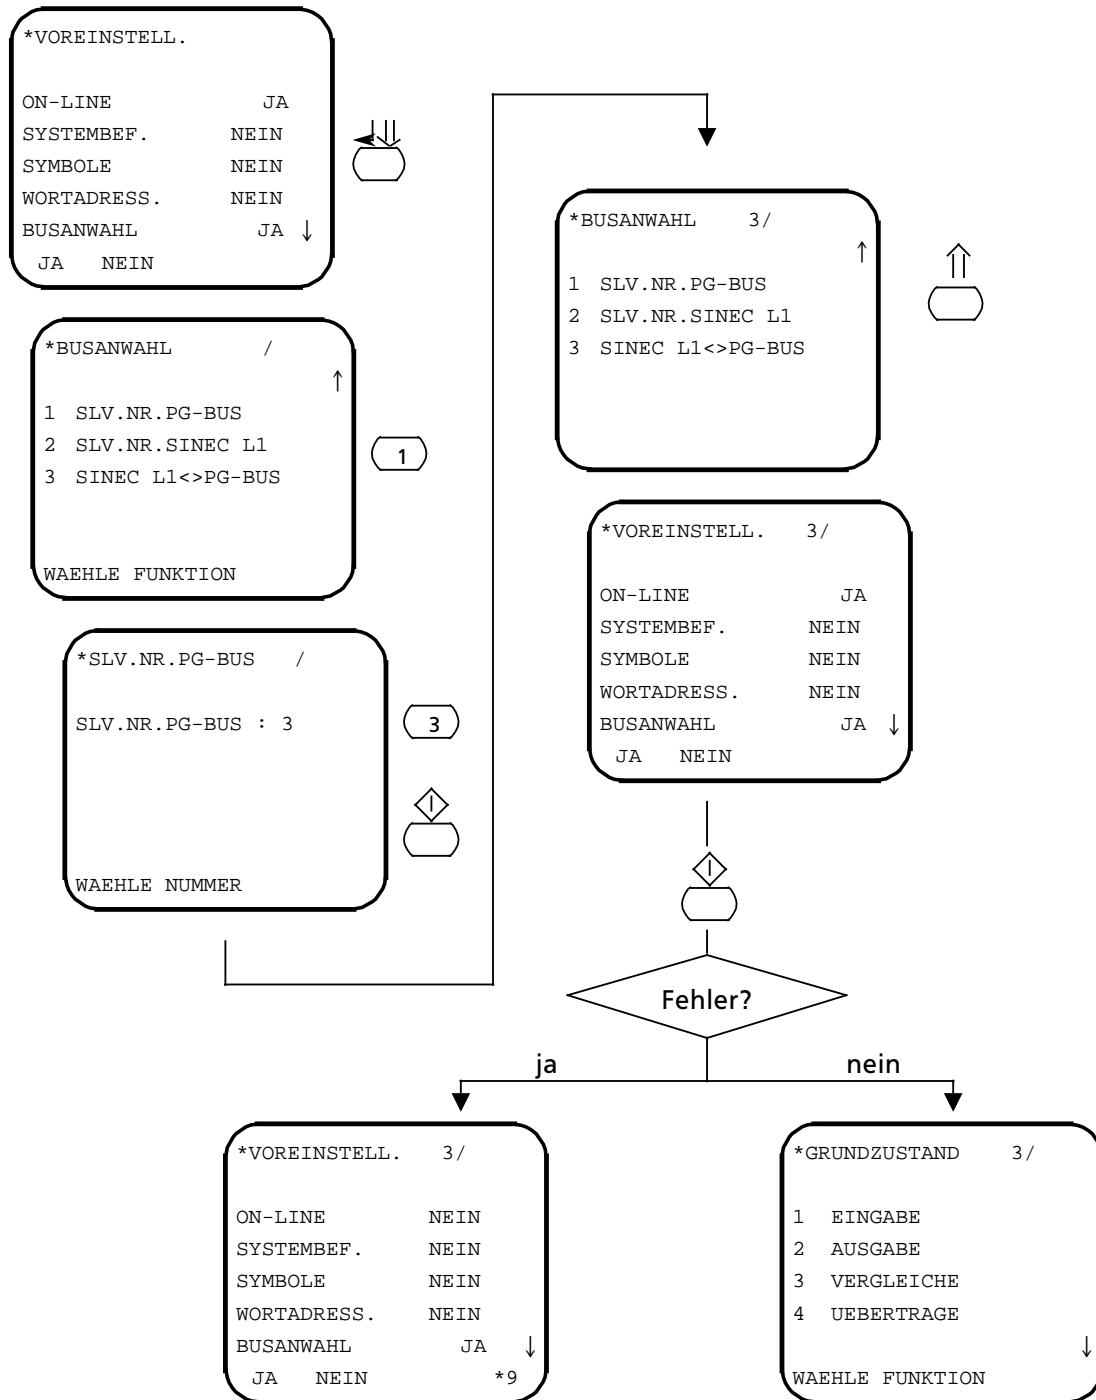 *VOREINSTELL.
ON-LINE JA
SYSTEMBEF. NEIN
SYMBOLE NEIN
WORTADRESS. NEIN
BUSANWAHL JA ↓
JA NEIN
*BUSANWAHL /
↑
1 SLV.NR.PG-BUS
2 SLV.NR.SINEC L1
3 SINEC L1<>PG-BUS
WAEHLE FUNKTION
1
*SLV.NR.PG-BUS /
SLV.NR.PG-BUS : 3
WAEHLE NUMMER
3
*BUSANWAHL 3/
↑
1 SLV.NR.PG-BUS
2 SLV.NR.SINEC L1
3 SINEC L1<>PG-BUS
*VOREINSTELL. 3/
ON-LINE JA
SYSTEMBEF. NEIN
SYMBOLE NEIN
WORTADRESS. NEIN
BUSANWAHL JA ↓
JA NEIN
Fehler?
ja
nein
*VOREINSTELL. 3/
ON-LINE NEIN
SYSTEMBEF. NEIN
SYMBOLE NEIN
WORTADRESS. NEIN
BUSANWAHL JA ↓
JA NEIN *9
*GRUNDZUSTAND 3/
1 EINGABE
2 AUSGABE
3 VERGLEICHE
4 UEBERTRAGE
↓
WAEHLE FUNKTION